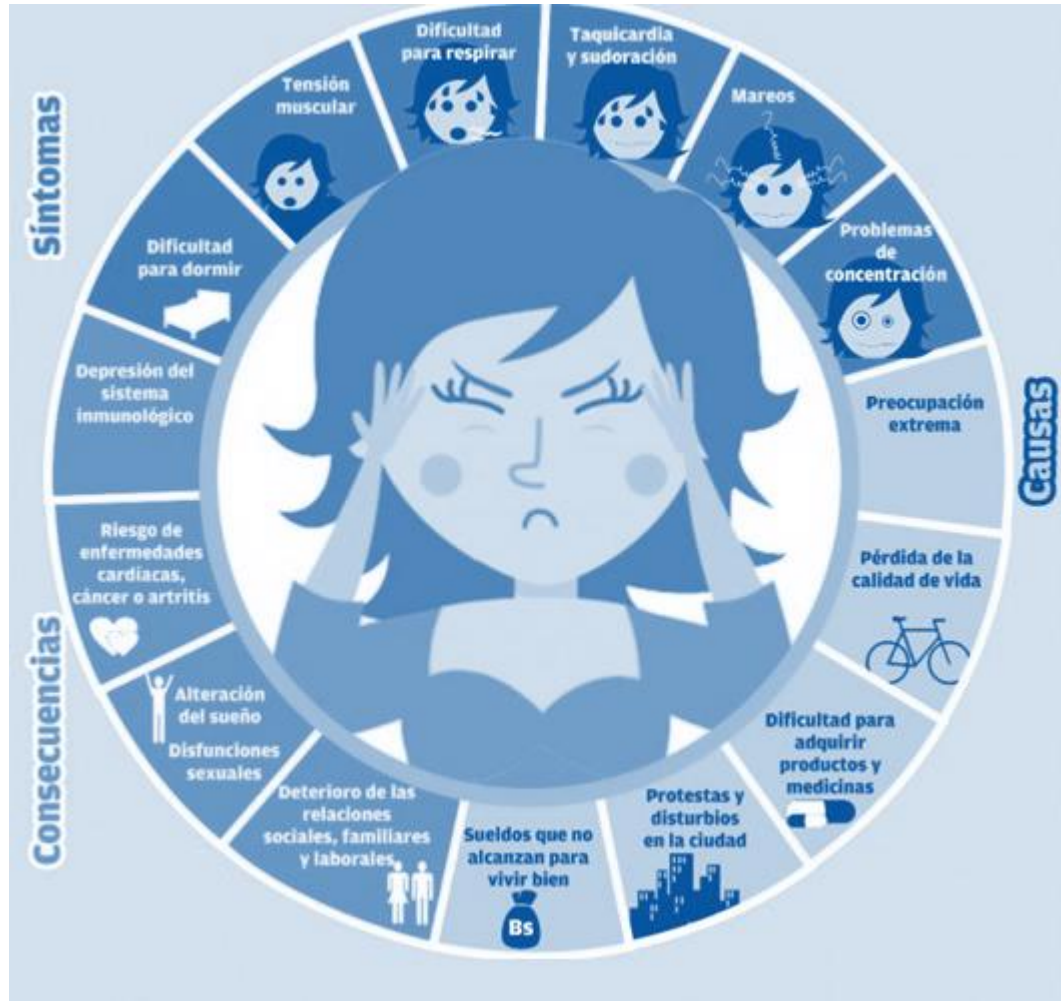 Síntomas
Dificultad
para dormir
Tensión
muscular
Dificultad
para respirar
Taquicardia
y sudoración
Mareos
Problemas
de
concentración
Causas
Preocupación
extrema
Pérdida de la
calidad de vida
Dificultad para
adquirir
productos y
medicinas
Protestas y
disturbios
en la ciudad
Sueldos que no
alcanzan para
vivir bien
Bs
Consecuencias
Deterioro de las
relaciones
sociales, familiares
y laborales
Alteración
del sueño
Disfunciones
sexuales
Riesgo de
enfermedades
cardíacas,
cáncer o artritis
Depresión del
sistema
inmunológico